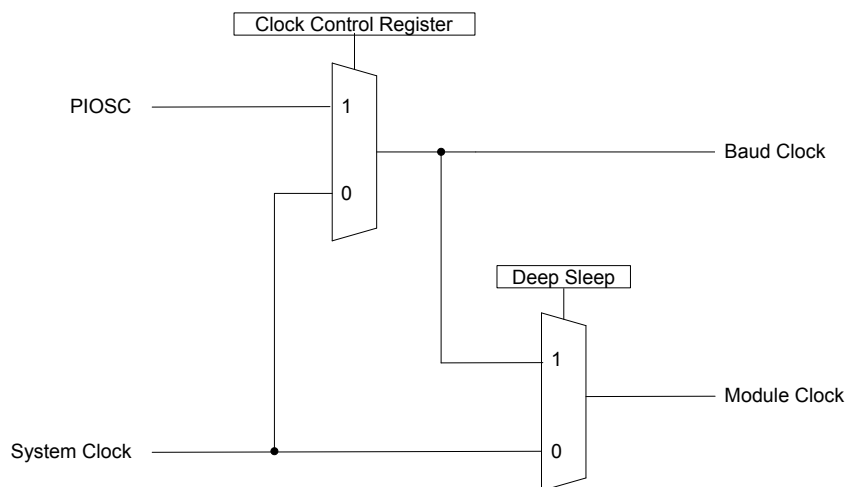 Clock Control Register
PIOSC
1
Baud Clock
0
Deep Sleep
1
Module Clock
System Clock
0